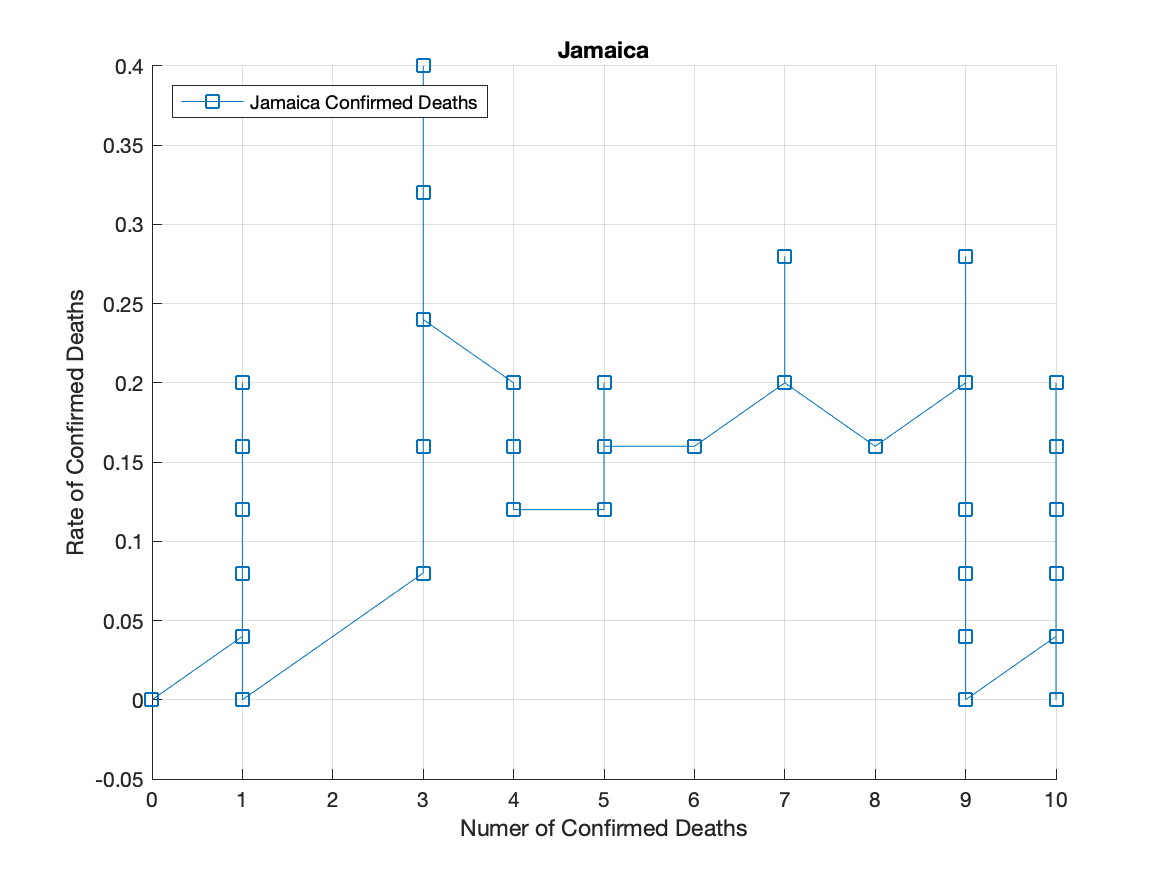 Jamaica
Jamaica Confirmed Deaths
0.4
0.35
0.3
0.25
0.2
0.15
0.1
0.05
0
-0.05
Rate of Confirmed Deaths
0 1 2 3 4 5 6 7 8 9 10
Numer of Confirmed Deaths